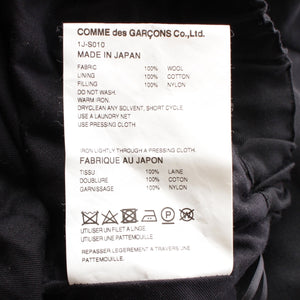 COMME des GARÇONS Co.,Ltd.
1J-S010
MADE IN JAPAN
FABRIC 100% WOOL
LINING 100% COTTON
FILLING 100% NYLON
DO NOT WASH.
WARM IRON.
DRYCLEAN ANY SOLVENT, SHORT CYCLE.
USE A LAUNDRY NET
USE PRESSING CLOTH.
IRON LIGHTLY THROUGH A PRESSING CLOTH.
FABRIQUE AU JAPON
TISSU 100% LAINE
DOUBLURE 100% COTON
GARNISSAGE 100% NYLON
UTILISER UN FILET A LINGE.
PATTEMOUILLE.
REPASSER LEGEREMENT A TRAVERS UNE
PATTEMOUILLE.